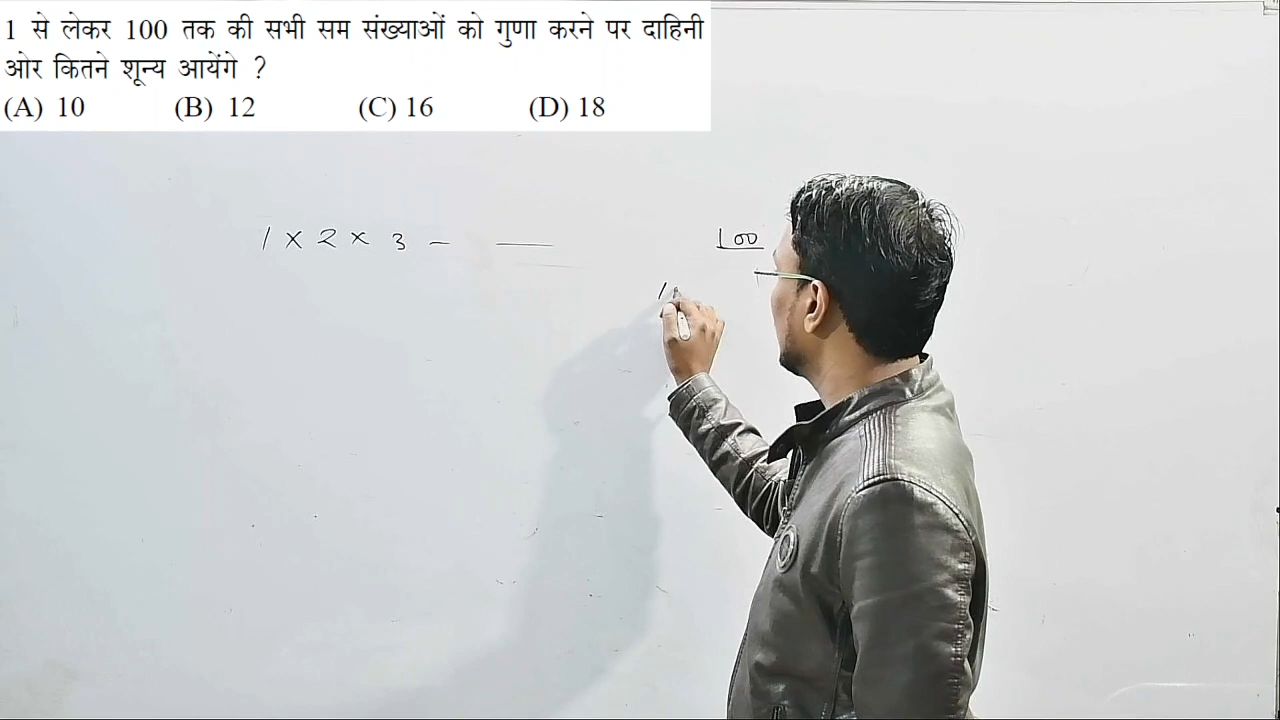 1 से लेकर 100 तक की सभी सम संख्याओं को गुणा करने पर दाहिनी
ओर कितने शून्य आयेंगे ?
(A) 10 (B) 12 (C) 16 (D) 18
1 × 2 × 3 - — 100